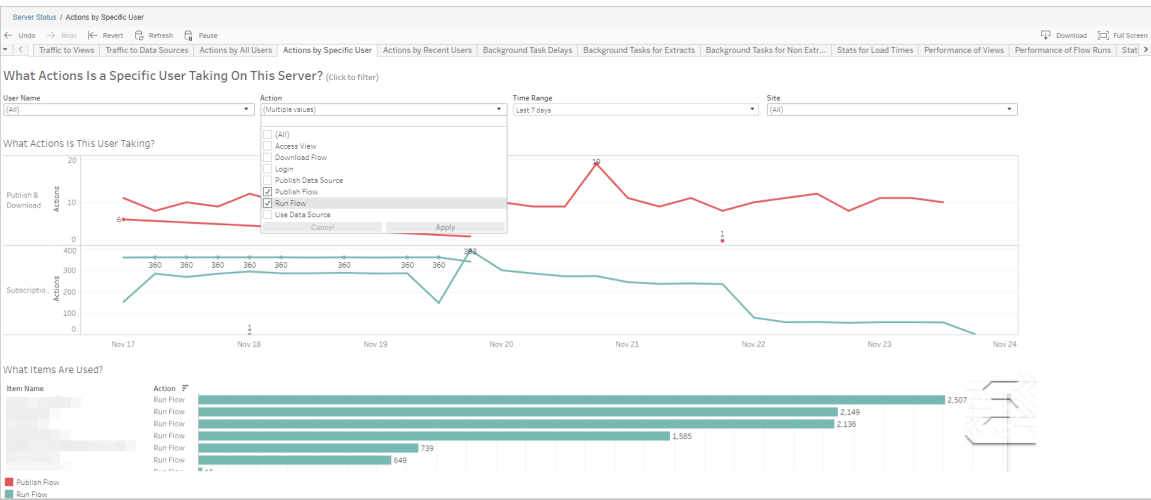 Server Status / Actions by Specific User
Undo Redo Revert Refresh Pause Download Full Screen
Traffic to Views Traffic to Data Sources Actions by All Users Actions by Specific User Actions by Recent Users Background Task Delays Background Tasks for Extracts Background Tasks for Non Extr... Stats for Load Times Performance of Views Performance of Flow Runs Stat
What Actions Is a Specific User Taking On This Server? (Click to filter)
User Name Action Time Range Site
(All) (Multiple values) Last 7 days (All)
(All)
Access View
Download Flow
Login
Publish Data Source
Publish Flow
Run Flow
Use Data Source
Cancel Apply
What Actions Is This User Taking?
Publish &
Download
Actions
20
10
0
6
19
1
Subscriptio..
Actions
400
300
200
100
0
360 360 360 360 360 360 360 360
1
Nov 17 Nov 18 Nov 19 Nov 20 Nov 21 Nov 22 Nov 23 Nov 24
What Items Are Used?
Item Name Action
Run Flow 2,507
Run Flow 2,149
Run Flow 2,136
Run Flow 1,585
Run Flow 739
Run Flow 649
Publish Flow
Run Flow